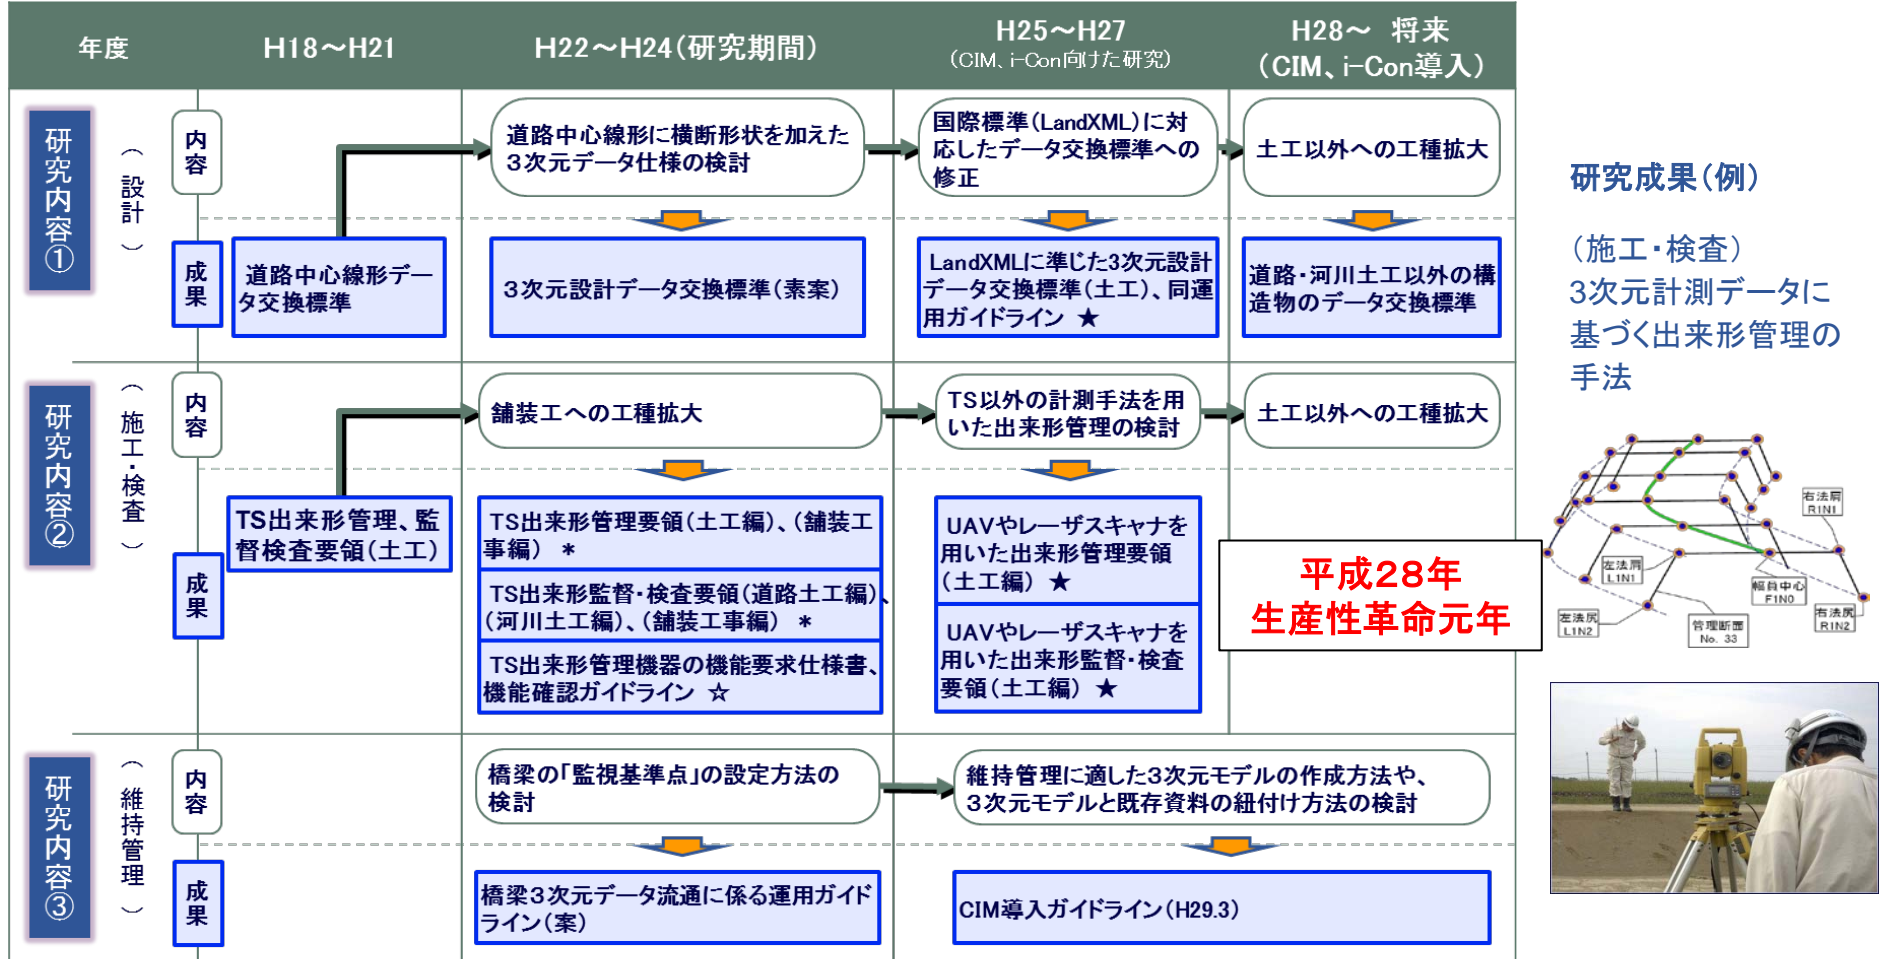 年度
H18～H21
H22～H24（研究期間）
H25～H27
（CIM、i-Con向けた研究）
H28～ 将来
（CIM、i-Con導入）
研究内容①
（設計）
内容
道路中心線形に横断形状を加えた
３次元データ仕様の検討
国際標準（LandXML）に対
応したデータ交換標準への
修正
土工以外への工種拡大
成果
道路中心線形デー
タ交換標準
３次元設計データ交換標準（素案）
LandXMLに準じた3次元設計
データ交換標準（土工）、同運
用ガイドライン ★
道路・河川土工以外の構
造物のデータ交換標準
研究内容②
（施工・検査）
内容
舗装工への工種拡大
TS以外の計測手法を用
いた出来形管理の検討
土工以外への工種拡大
成果
TS出来形管理、監
督検査要領（土工）
TS出来形管理要領（土工編）、（舗装工
事編） ＊
TS出来形監督・検査要領（道路土工編）、
（河川土工編）、（舗装工事編） ＊
TS出来形管理機器の機能要求仕様書、
機能確認ガイドライン ☆
UAVやレーザスキャナを
用いた出来形管理要領
（土工編） ★
UAVやレーザスキャナを
用いた出来形監督・検査
要領（土工編） ★
平成２８年
生産性革命元年
研究内容③
（維持管理）
内容
橋梁の「監視基準点」の設定方法の
検討
維持管理に適した３次元モデルの作成方法や、
３次元モデルと既存資料の紐付け方法の検討
成果
橋梁３次元データ流通に係る運用ガイド
ライン（案）
CIM導入ガイドライン（H29.3）
研究成果（例）
（施工・検査）
3次元計測データに
基づく出来形管理の
手法
右法肩
R1N1
左法肩
L1N1
幅員中心
F1N0
左法尻
L1N2
管理断面
No. 33
右法尻
R1N2